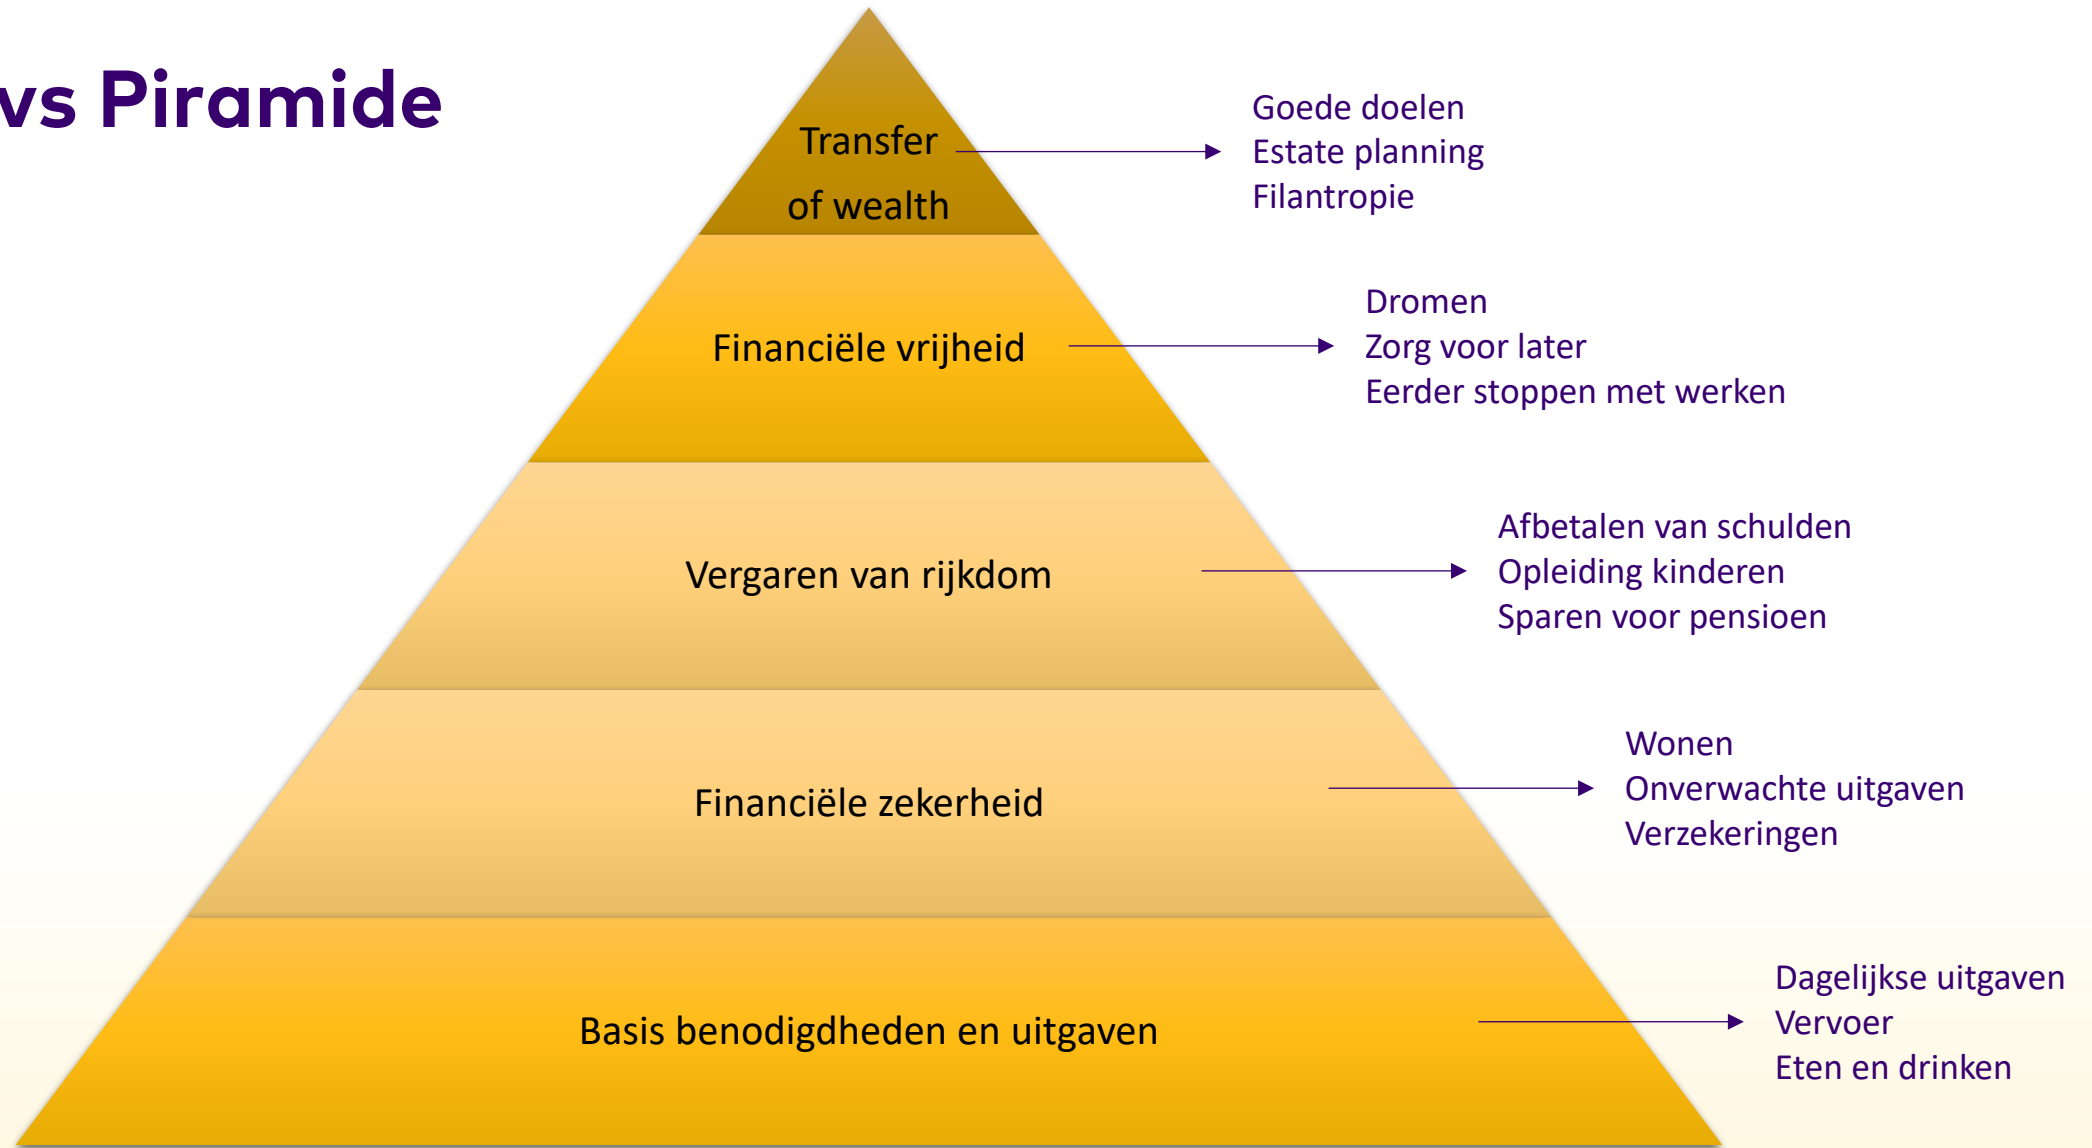 vs Piramide
Transfer
of wealth
Goede doelen
Estate planning
Filantropie
Financiële vrijheid
Dromen
Zorg voor later
Eerder stoppen met werken
Vergaren van rijkdom
Afbetalen van schulden
Opleiding kinderen
Sparen voor pensioen
Financiële zekerheid
Wonen
Onverwachte uitgaven
Verzekeringen
Basis benodigdheden en uitgaven
Dagelijkse uitgaven
Vervoer
Eten en drinken